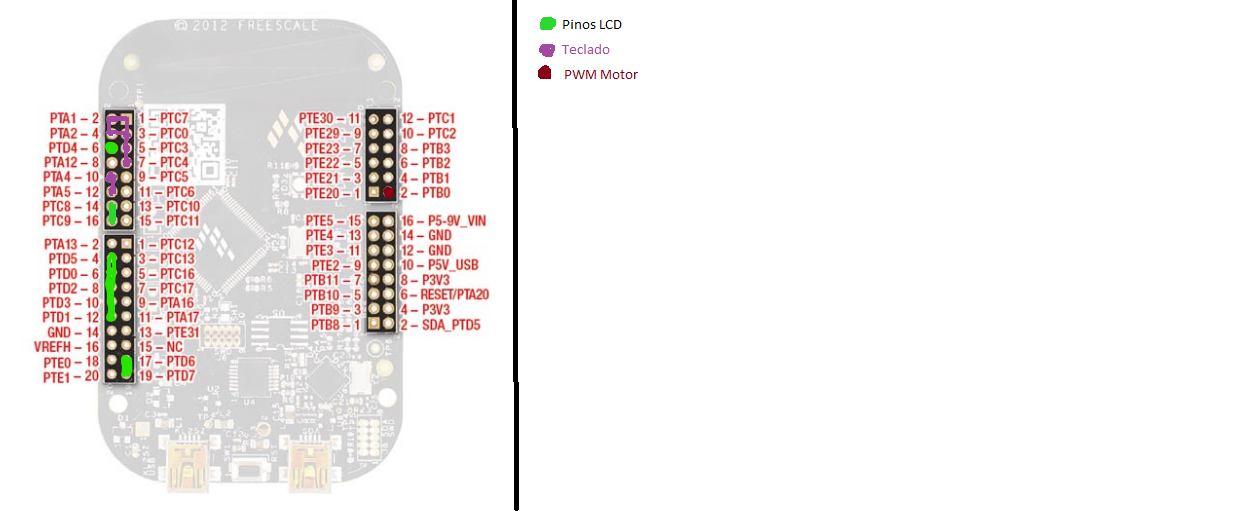 © 2012 FREESCALE
Pinos LCD
Teclado
PWM Motor
PTA1 – 2 1 – PTC7
PTA2 – 4 3 – PTC0
PTD4 – 6 5 – PTC3
PTA12 – 8 7 – PTC4
PTA4 – 10 9 – PTC5
PTA5 – 12 11 – PTC6
PTC8 – 14 13 – PTC10
PTC9 – 16 15 – PTC11
PTA13 – 2 1 – PTC12
PTD5 – 4 3 – PTC13
PTD0 – 6 5 – PTC16
PTD2 – 8 7 – PTC17
PTD3 – 10 9 – PTA16
PTD1 – 12 11 – PTA17
GND – 14 13 – PTE31
VREFH – 16 15 – NC
PTE0 – 18 17 – PTD6
PTE1 – 20 19 – PTD7
PTE30 – 11 12 – PTC1
PTE29 – 9 10 – PTC2
PTE23 – 7 8 – PTB3
PTE22 – 5 6 – PTB2
PTE21 – 3 4 – PTB1
PTE20 – 1 2 – PTB0
PTE5 – 15 16 – P5-9V_VIN
PTE4 – 13 14 – GND
PTE3 – 11 12 – GND
PTE2 – 9 10 – P5V_USB
PTB11 – 7 8 – P3V3
PTB10 – 5 6 – RESET/PTA20
PTB9 – 3 4 – P3V3
PTB8 – 1 2 – SDA_PTD5
U2
U4
D1